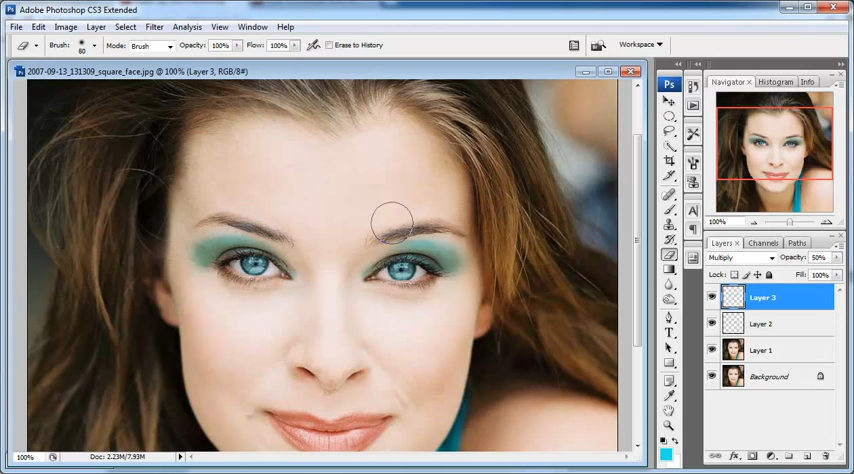 Ps Adobe Photoshop CS3 Extended
File Edit Image Layer Select Filter Analysis View Window Help
Brush: 80 Mode: Brush Opacity: 100% Flow: 100% Erase to History Workspace
2007-09-13_131309_square_face.jpg @ 100% (Layer 3, RGB/8#)
Ps
Navigator × Histogram Info
100%
Layers × Channels Paths
Multiply Opacity: 50%
Lock: Fill: 100%
Layer 3
Layer 2
Layer 1
Background
100% Doc: 2.23M/7.93M